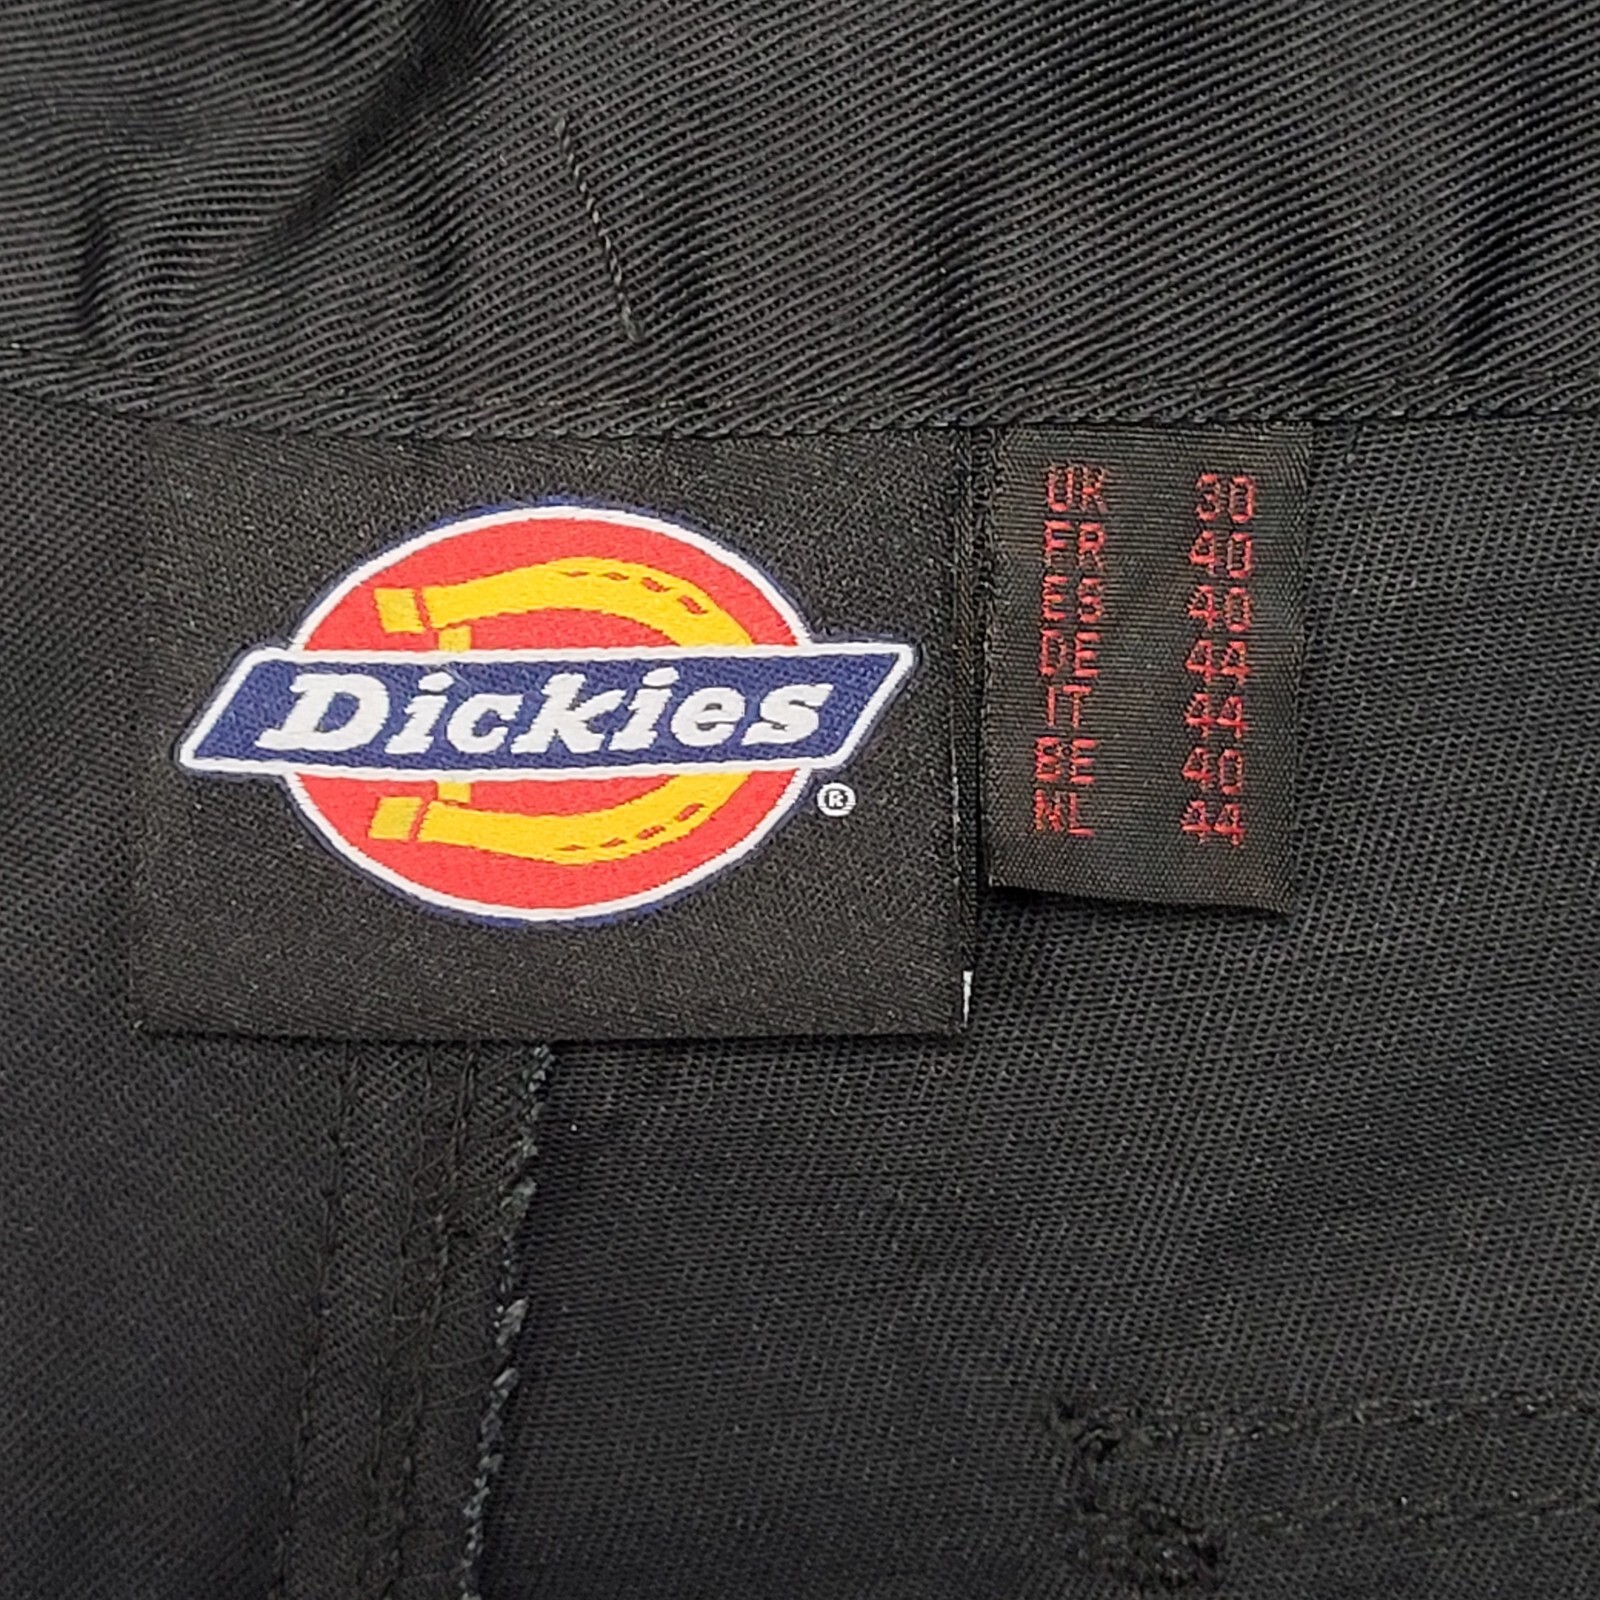 Dickies
®
UK 30
FR 40
ES 40
DE 44
IT 44
BE 40
NL 44